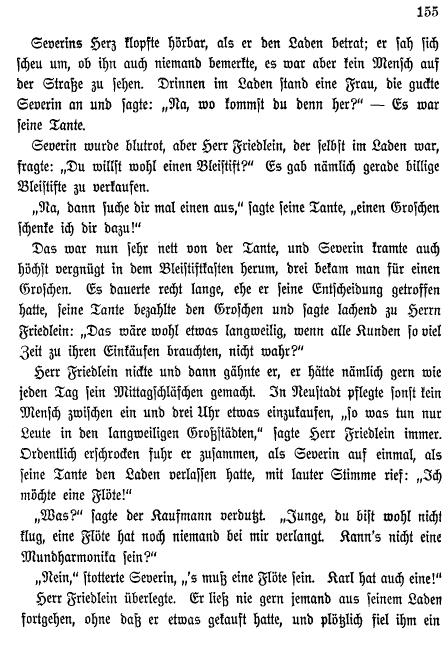 155
Severins Herz klopfte hörbar, als er den Laden betrat; er sah sich
scheu um, ob ihn auch niemand bemerkte, es war aber kein Mensch auf
der Straße zu sehen. Drinnen im Laden stand eine Frau, die guckte
Severin an und sagte: „Na, wo kommst du denn her?“ — Es war
seine Tante.
Severin wurde blutrot, aber Herr Friedlein, der selbst im Laden war,
fragte: „Du willst wohl einen Bleistift?“ Es gab nämlich gerade billige
Bleistifte zu verkaufen.
„Na, dann suche dir mal einen aus,“ sagte seine Tante, „einen Groschen
schenke ich dir dazu!“
Das war nun sehr nett von der Tante, und Severin kramte auch
höchst vergnügt in dem Bleistiftkasten herum, drei bekam man für einen
Groschen. Es dauerte recht lange, ehe er seine Entscheidung getroffen
hatte, seine Tante bezahlte den Groschen und sagte lachend zu Herrn
Friedlein: „Das wäre wohl etwas langweilig, wenn alle Kunden so viel
Zeit zu ihren Einkäufen brauchten, nicht wahr?“
Herr Friedlein nickte und dann gähnte er, er hätte nämlich gern wie
jeden Tag sein Mittagschläfchen gemacht. In Neustadt pflegte sonst kein
Mensch zwischen ein und drei Uhr etwas einzukaufen, „so was tun nur
Leute in den langweiligen Großstädten,“ sagte Herr Friedlein immer.
Ordentlich erschrocken fuhr er zusammen, als Severin auf einmal, als
seine Tante den Laden verlassen hatte, mit lauter Stimme rief: „Ich
möchte eine Flöte!“
„Was?“ sagte der Kaufmann verdutzt. „Junge, du bist wohl nicht
klug, eine Flöte hat noch niemand bei mir verlangt. Kann's nicht eine
Mundharmonika sein?“
„Nein,“ stotterte Severin, „'s muß eine Flöte sein. Karl hat auch eine!“
Herr Friedlein überlegte. Er ließ nie gern jemand aus seinem Laden
fortgehen, ohne daß er etwas gekauft hatte, und plötzlich fiel ihm ein